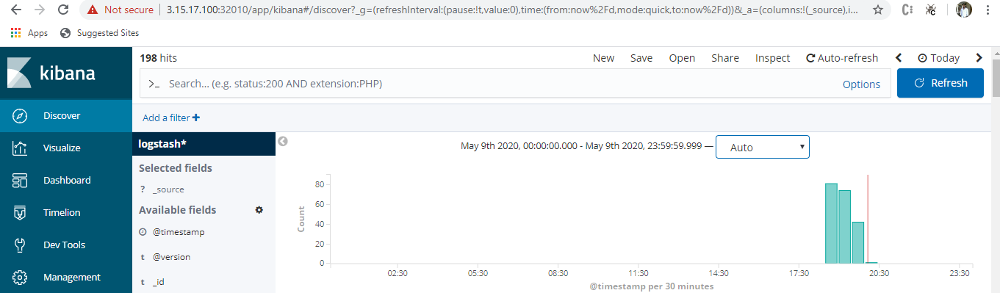 Not secure 3.15.17.100:32010/app/kibana#/discover?_g=(refreshInterval:(pause:!t,value:0),time:(from:now%2Fd,mode:quick,to:now%2Fd))&_a=(columns:!(_source),i...
Apps Suggested Sites
kibana
Discover
Visualize
Dashboard
Timelion
Dev Tools
Management
198 hits
New Save Open Share Inspect Auto-refresh Today
>_ Search... (e.g. status:200 AND extension:PHP) Options Refresh
Add a filter +
logstash*
Selected fields
? _source
Available fields
@timestamp
t @version
t _id
May 9th 2020, 00:00:00.000 - May 9th 2020, 23:59:59.999 — Auto
Count
80
60
40
20
0
02:30 05:30 08:30 11:30 14:30 17:30 20:30 23:30
@timestamp per 30 minutes